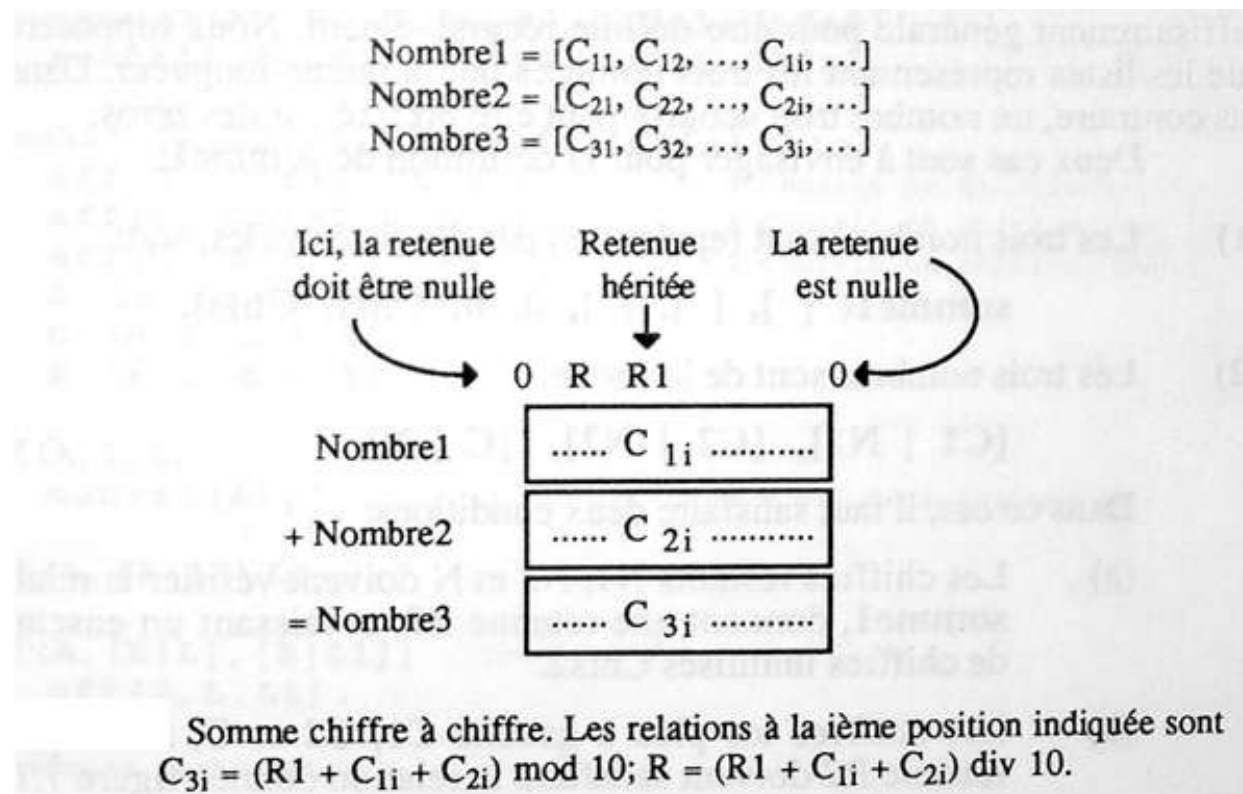 Nombre1 = [C11, C12, ..., C1i, ...]
Nombre2 = [C21, C22, ..., C2i, ...]
Nombre3 = [C31, C32, ..., C3i, ...]
Ici, la retenue doit être nulle
Retenue héritée
La retenue est nulle
0 R R1 0
Nombre1 ...... C 1i ...........
+ Nombre2 ...... C 2i ...........
= Nombre3 ...... C 3i ...........
Somme chiffre à chiffre. Les relations à la ième position indiquée sont
C3i = (R1 + C1i + C2i) mod 10; R = (R1 + C1i + C2i) div 10.